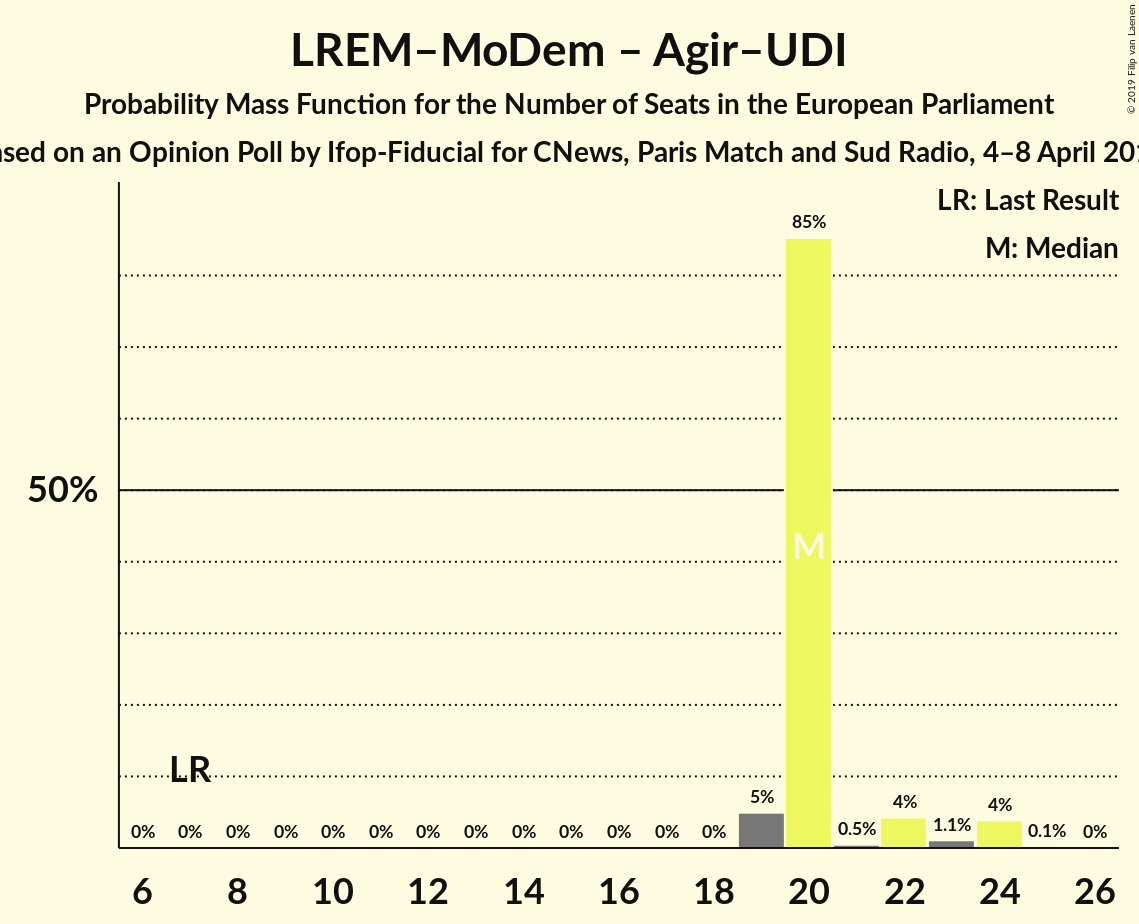 LREM–MoDem – Agir–UDI
Probability Mass Function for the Number of Seats in the European Parliament
on an Opinion Poll by Ifop-Fiducial for CNews, Paris Match and Sud Radio, 4–8 April
© 2019 Filip van Laenen
LR: Last Result
M: Median
85%
50%
M
LR
0% 0% 0% 0% 0% 0% 0% 0% 0% 0% 0% 0% 0% 5% 0.5% 4% 1.1% 4% 0.1% 0%
6 8 10 12 14 16 18 20 22 24 26